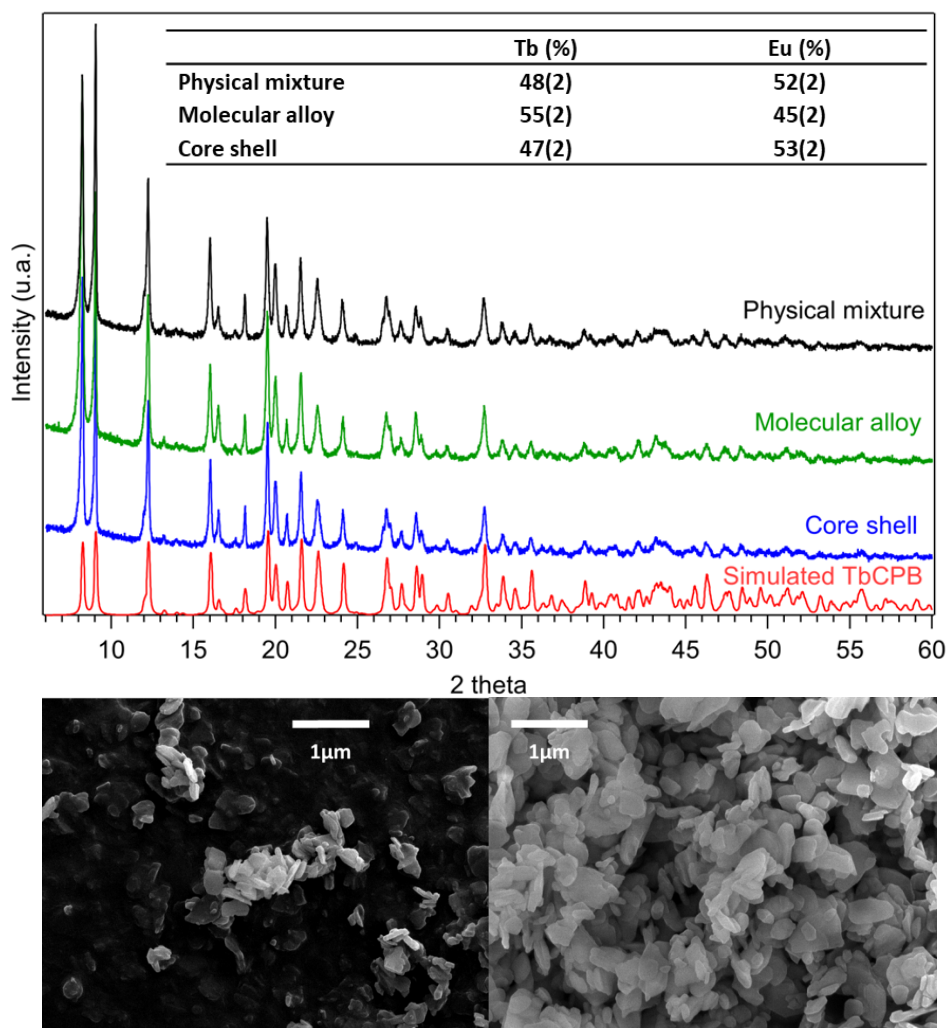 Tb (%) Eu (%)
Physical mixture 48(2) 52(2)
Molecular alloy 55(2) 45(2)
Core shell 47(2) 53(2)
Intensity (u.a.)
Physical mixture
Molecular alloy
Core shell
Simulated TbCPB
10 15 20 25 30 35 40 45 50 55 60
2 theta
1µm
1µm